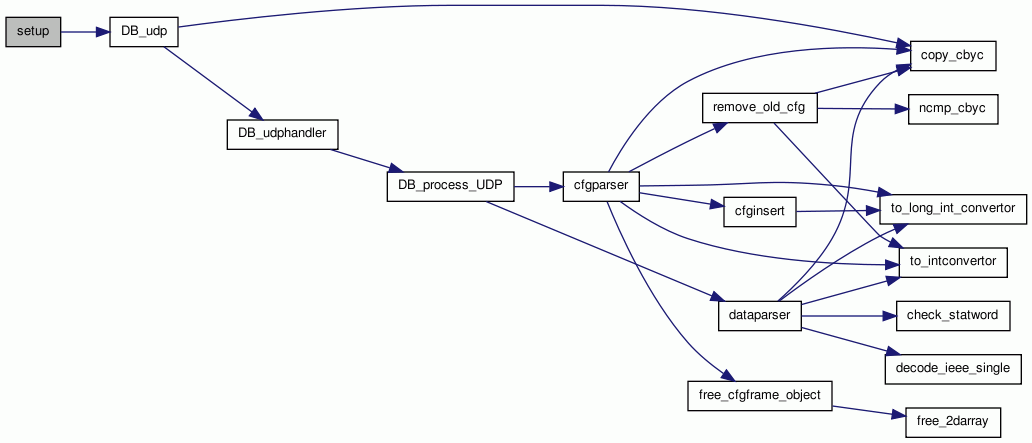 setup
DB_udp
copy_cbyc
remove_old_cfg
ncmp_cbyc
DB_udphandler
DB_process_UDP
cfgparser
cfginsert
to_long_int_convertor
to_intconvertor
dataparser
check_statword
decode_ieee_single
free_cfgframe_object
free_2darray